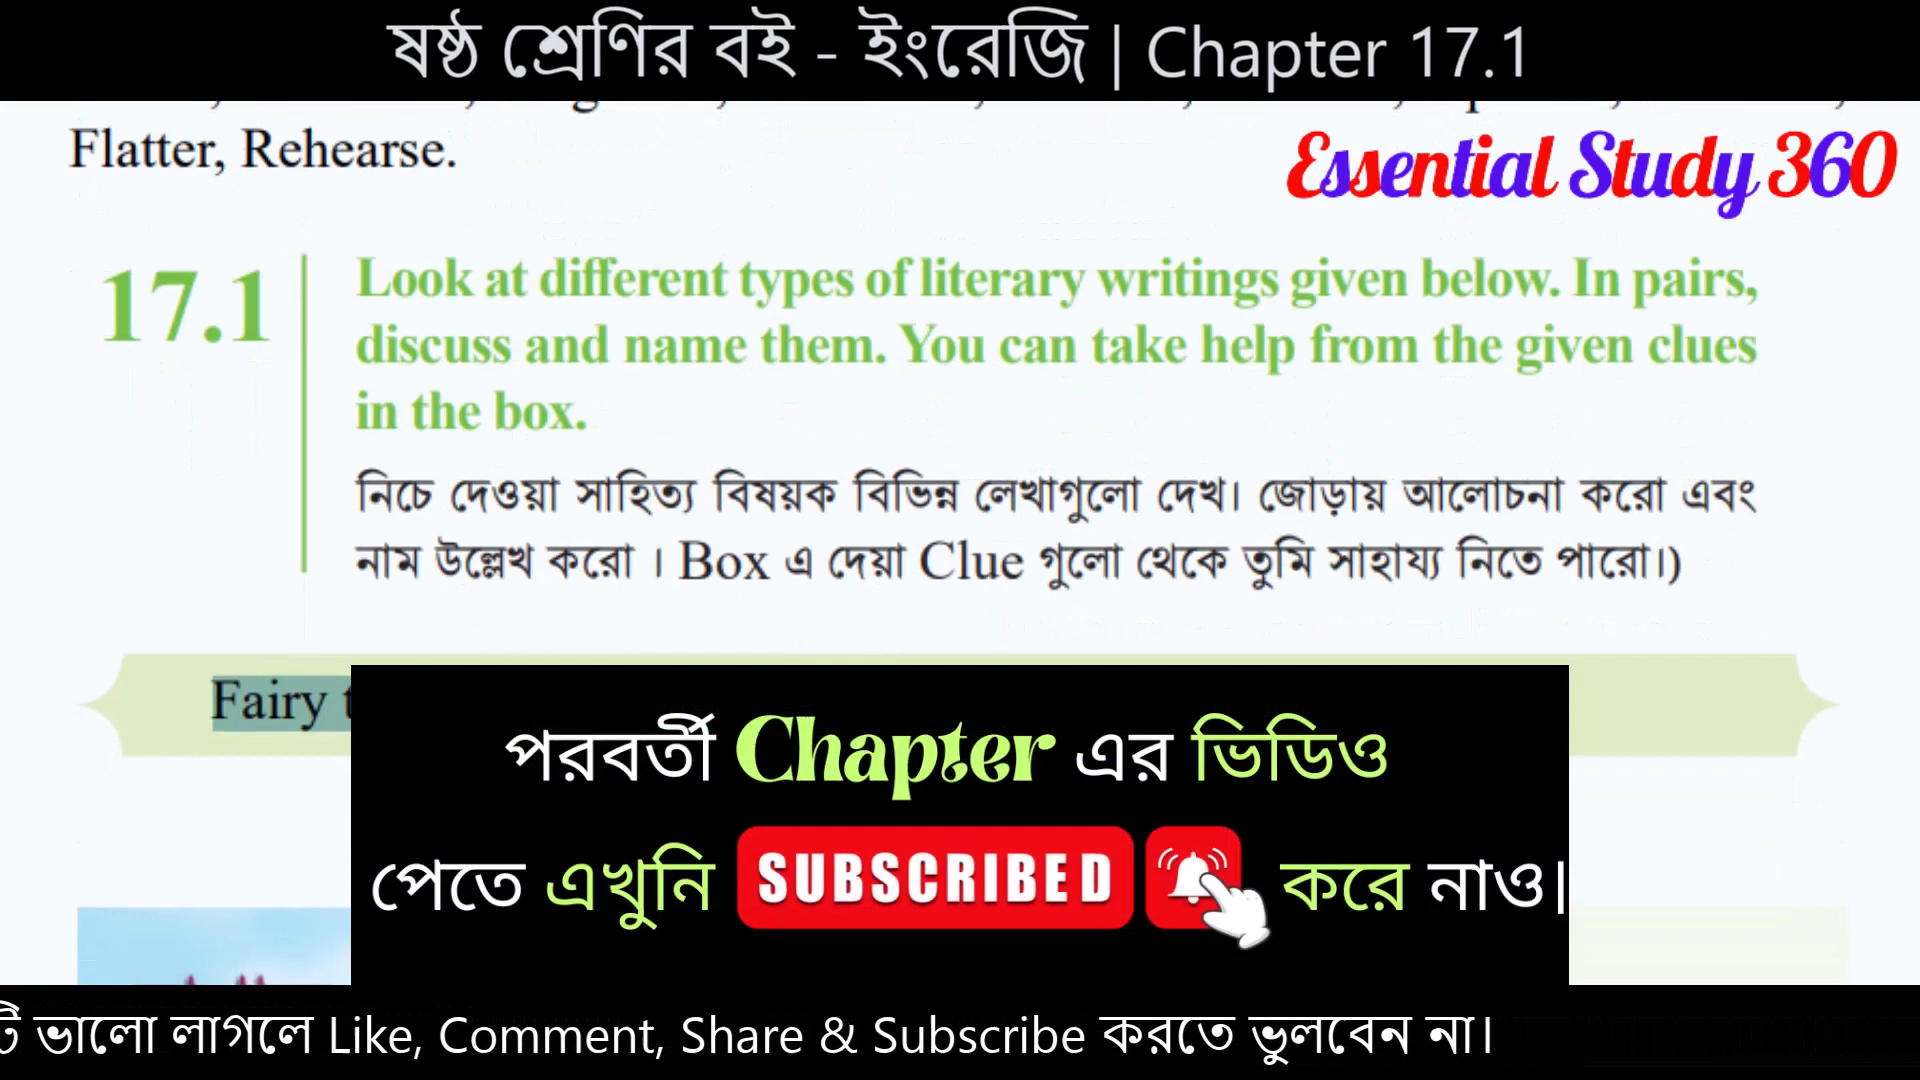 ষষ্ঠ শ্রেণির বই - ইংরেজি | Chapter 17.1
Flatter, Rehearse.
Essential Study 360
17.1
Look at different types of literary writings given below. In pairs,
discuss and name them. You can take help from the given clues
in the box.
নিচে দেওয়া সাহিত্য বিষয়ক বিভিন্ন লেখাগুলো দেখ। জোড়ায় আলোচনা করো এবং
নাম উল্লেখ করো । Box এ দেয়া Clue গুলো থেকে তুমি সাহায্য নিতে পারো।)
Fairy
পরবর্তী Chapter এর ভিডিও
পেতে এখুনি SUBSCRIBED করে নাও।
ভালো লাগলে Like, Comment, Share & Subscribe করতে ভুলবেন না।